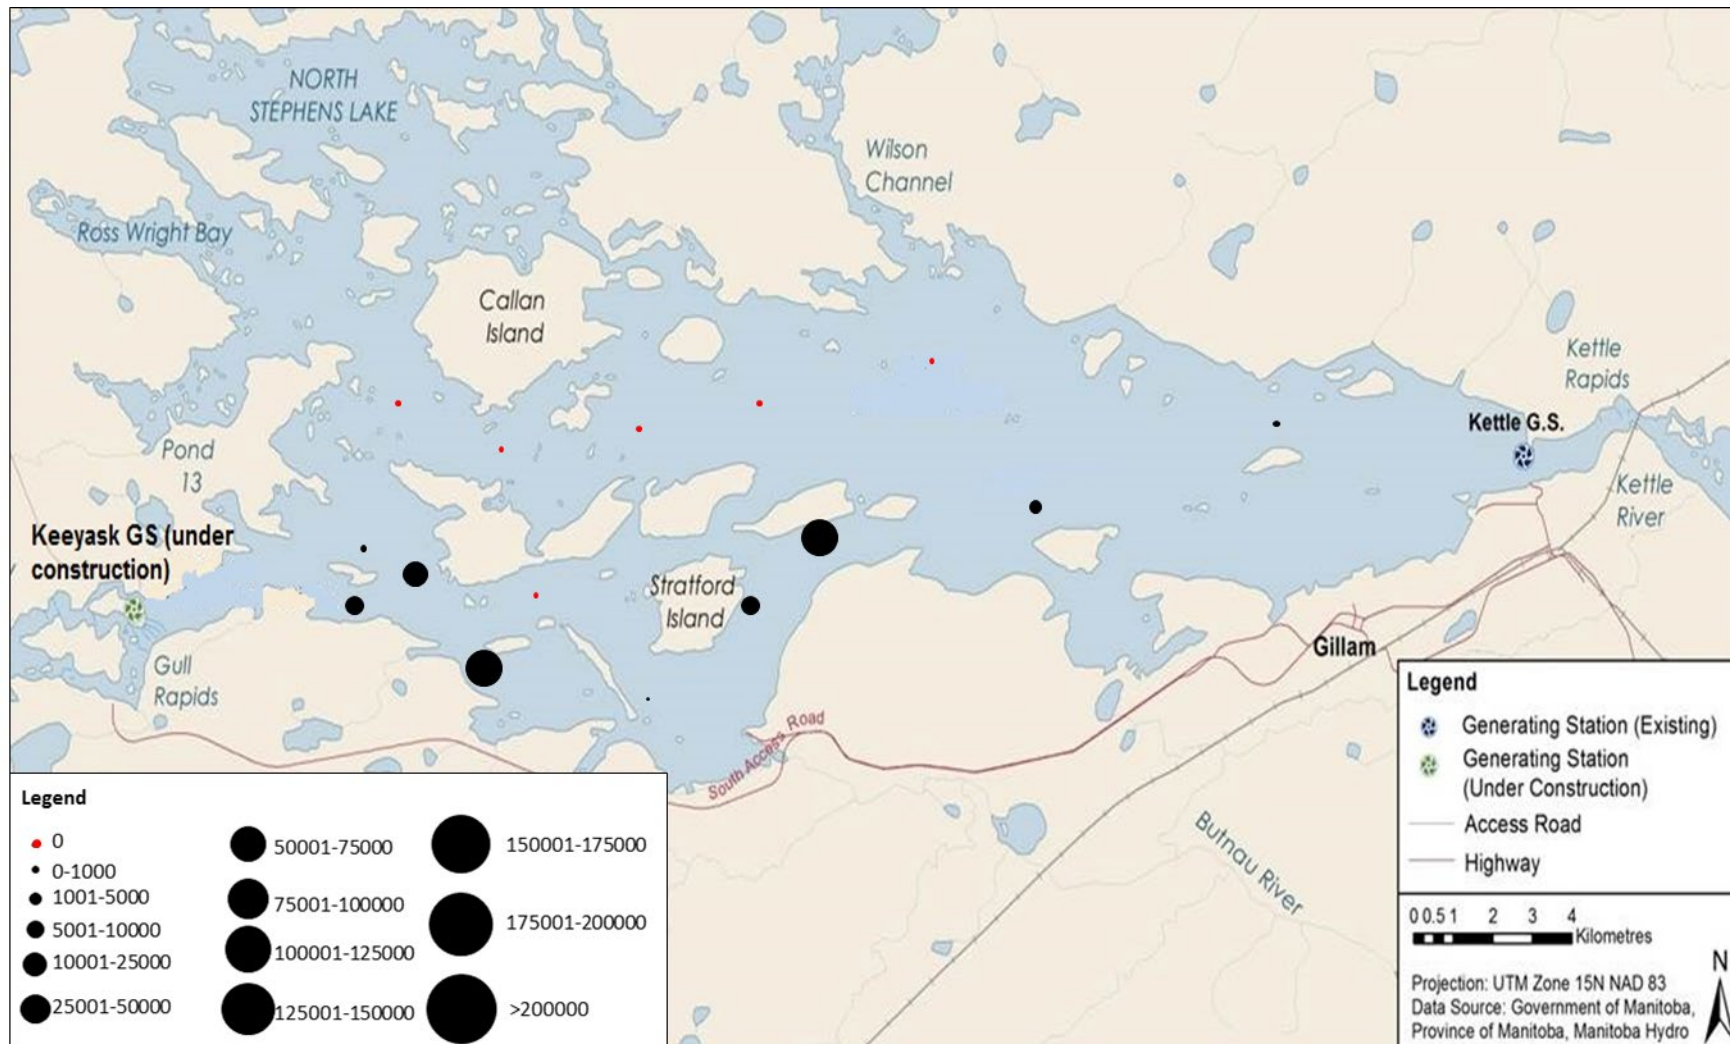 NORTH
STEPHENS LAKE
Wilson
Channel
Ross Wright Bay
Callan
Island
Kettle
Rapids
Kettle G.S.
Pond
13
Kettle
River
Keeyask GS (under
construction)
Stratford
Island
Gillam
Gull
Rapids
South Access Road
Butnau River
Legend
0
0-1000
1001-5000
5001-10000
10001-25000
25001-50000
50001-75000
75001-100000
100001-125000
125001-150000
150001-175000
175001-200000
>200000
Legend
Generating Station (Existing)
Generating Station
(Under Construction)
Access Road
Highway
0 0.5 1 2 3 4
Kilometres
N
Projection: UTM Zone 15N NAD 83
Data Source: Government of Manitoba,
Province of Manitoba, Manitoba Hydro